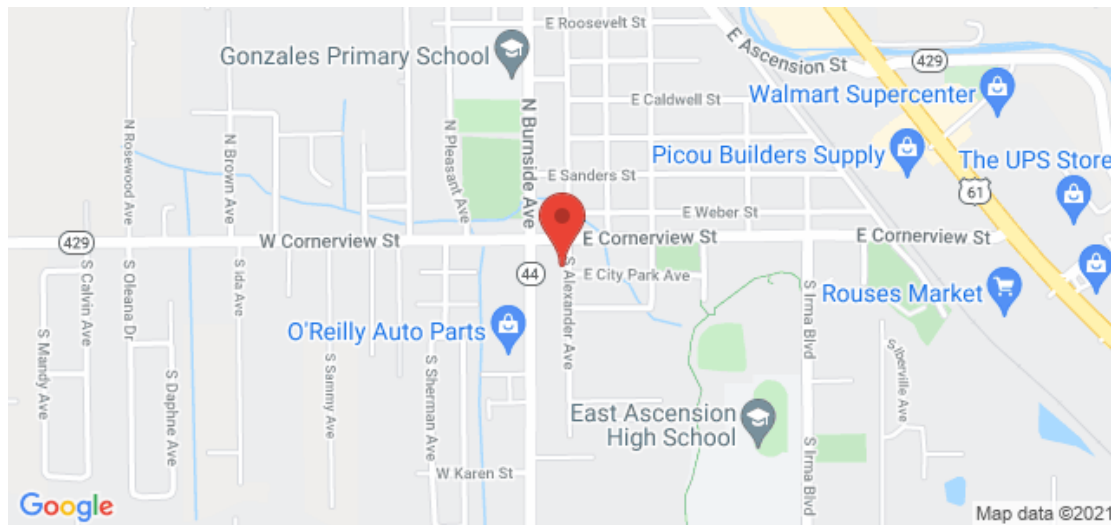 E Roosevelt St
Gonzales Primary School
E Ascension St
429
E Caldwell St
Walmart Supercenter
N Rosewood Ave
N Brown Ave
N Pleasant Ave
N Burnside Ave
Picou Builders Supply
The UPS Store
E Sanders St
61
E Weber St
429
W Cornerview St
E Cornerview St
E Cornerview St
44
E City Park Ave
S Calvin Ave
S Oleana Dr
S Ida Ave
S Alexander Ave
S Irma Blvd
Rouses Market
O'Reilly Auto Parts
S Mandy Ave
S Daphne Ave
S Sammy Ave
S Sherman Ave
S Iberville Ave
East Ascension
High School
S Irma Blvd
W Karen St
Google
Map data ©2021